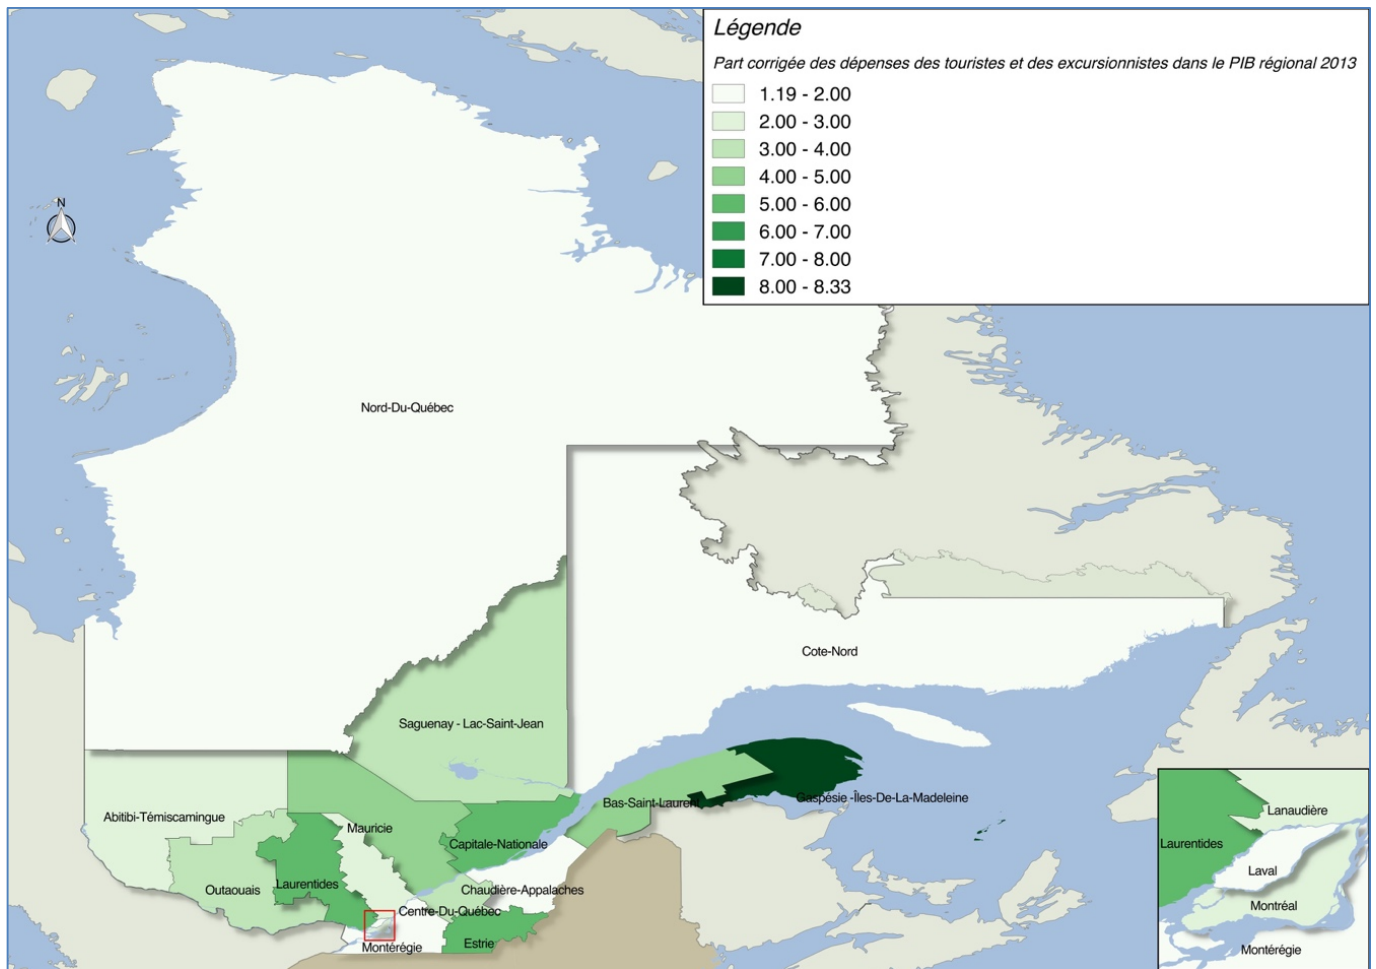 Légende
Part corrigée des dépenses des touristes et des excursionnistes dans le PIB régional 2013
1.19 - 2.00
2.00 - 3.00
3.00 - 4.00
4.00 - 5.00
5.00 - 6.00
6.00 - 7.00
7.00 - 8.00
8.00 - 8.33
N
Nord-Du-Québec
Cote-Nord
Saguenay - Lac-Saint-Jean
Gaspésie -Îles-De-La-Madeleine
Bas-Saint-Laurent
Abitibi-Témiscamingue
Mauricie
Capitale-Nationale
Outaouais
Laurentides
Chaudière-Appalaches
Centre-Du-Québec
Estrie
Montérégie
Lanaudière
Laurentides
Laval
Montréal
Montérégie